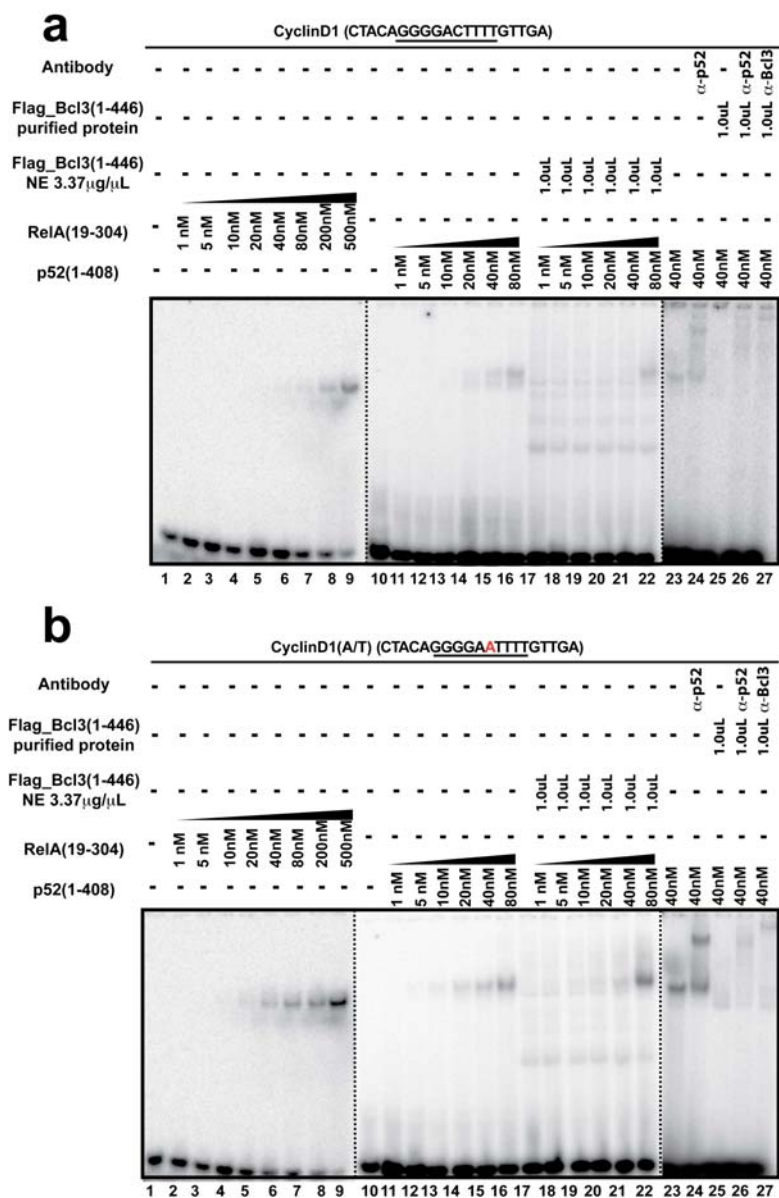 a
CyclinD1 (CTACAGGGGACTTTTGTTGA)
Antibody - - - - - - - - - - - - - - - - - - - - - - - α-p52 - α-p52 α-Bcl3
Flag_Bcl3(1-446)
purified protein - - - - - - - - - - - - - - - - - - - - - - - - 1.0uL 1.0uL 1.0uL
Flag_Bcl3(1-446)
NE 3.37μg/μL - - - - - - - - - - - - - - - - 1.0uL 1.0uL 1.0uL 1.0uL 1.0uL 1.0uL - - - - -
RelA(19-304) - 1 nM 5 nM 10nM 20nM 40nM 80nM 200nM 500nM - - - - - - - - - - - - - - - - - -
p52(1-408) - - - - - - - - - - 1 nM 5 nM 10nM 20nM 40nM 80nM 1 nM 5 nM 10nM 20nM 40nM 80nM 40nM 40nM 40nM 40nM 40nM
1 2 3 4 5 6 7 8 9 10 11 12 13 14 15 16 17 18 19 20 21 22 23 24 25 26 27
b
CyclinD1(A/T) (CTACAGGGGAATTTTGTTGA)
Antibody - - - - - - - - - - - - - - - - - - - - - - - α-p52 - α-p52 α-Bcl3
Flag_Bcl3(1-446)
purified protein - - - - - - - - - - - - - - - - - - - - - - - - 1.0uL 1.0uL 1.0uL
Flag_Bcl3(1-446)
NE 3.37μg/μL - - - - - - - - - - - - - - - - 1.0uL 1.0uL 1.0uL 1.0uL 1.0uL 1.0uL - - - - -
RelA(19-304) - 1 nM 5 nM 10nM 20nM 40nM 80nM 200nM 500nM - - - - - - - - - - - - - - - - - -
p52(1-408) - - - - - - - - - - 1 nM 5 nM 10nM 20nM 40nM 80nM 1 nM 5 nM 10nM 20nM 40nM 80nM 40nM 40nM 40nM 40nM 40nM
1 2 3 4 5 6 7 8 9 10 11 12 13 14 15 16 17 18 19 20 21 22 23 24 25 26 27